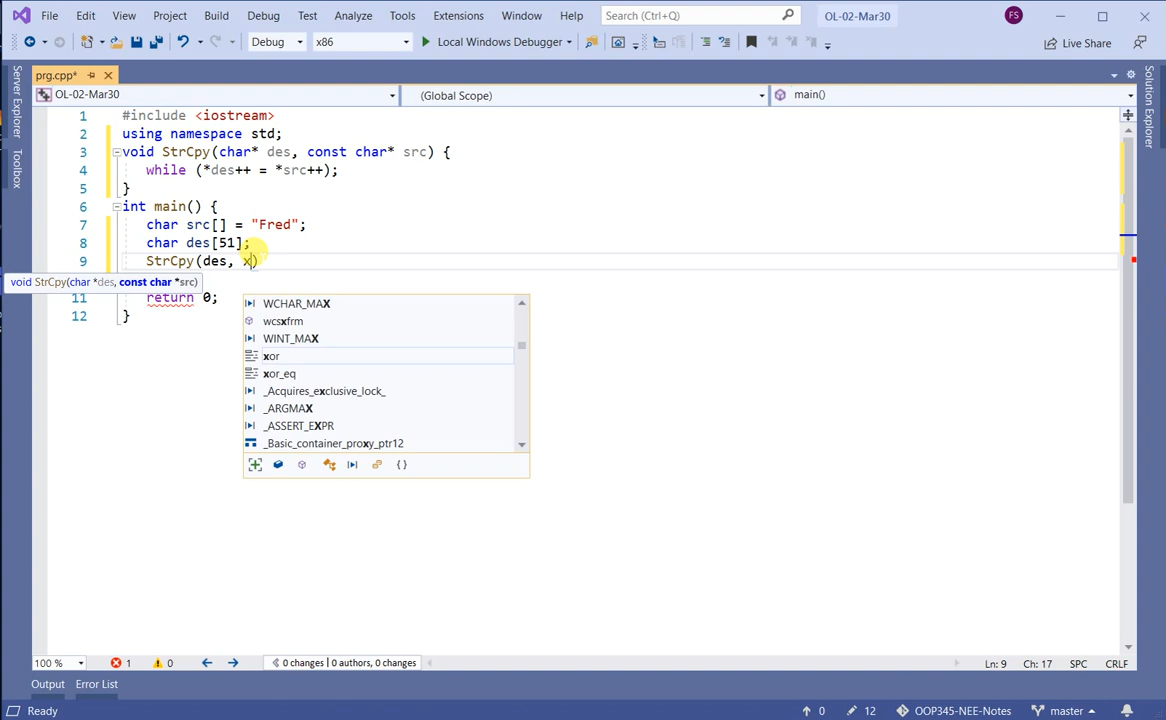 File Edit View Project Build Debug Test Analyze Tools Extensions Window Help Search (Ctrl+Q) OL-02-Mar30 FS
Debug x86 Local Windows Debugger Live Share
prg.cpp*
OL-02-Mar30 (Global Scope) main()
Server Explorer
Toolbox
Solution Explorer
1 #include <iostream>
2 using namespace std;
3 void StrCpy(char* des, const char* src) {
4 while (*des++ = *src++);
5 }
6 int main() {
7 char src[] = "Fred";
8 char des[51];
9 StrCpy(des, x)
void StrCpy(char *des, const char *src)
11 return 0;
12 }
WCHAR_MAX
wcsxfrm
WINT_MAX
xor
xor_eq
_Acquires_exclusive_lock_
_ARGMAX
_ASSERT_EXPR
_Basic_container_proxy_ptr12
{ }
100 % 1 0 0 changes | 0 authors, 0 changes Ln: 9 Ch: 17 SPC CRLF
Output Error List
Ready 0 12 OOP345-NEE-Notes master